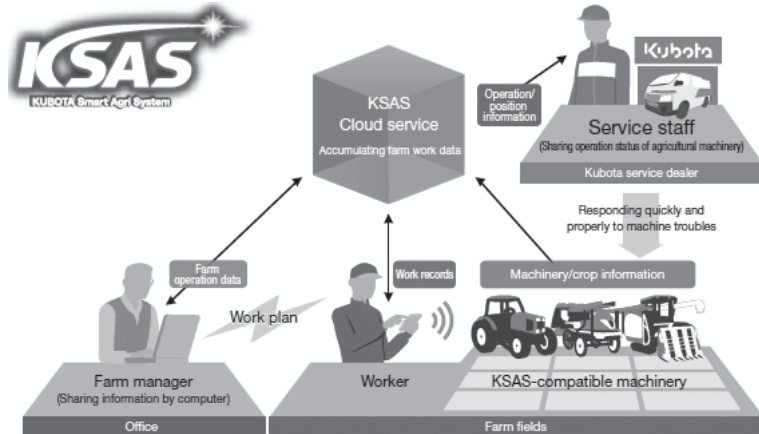 KSAS
KUBOTA Smart Agri System
KSAS
Cloud service
Accumulating farm work data
Operation/
position
information
Kubota
Service staff
(Sharing operation status of agricultural machinery)
Kubota service dealer
Responding quickly and
properly to machine troubles
Farm
operation data
Work records
Machinery/crop information
Work plan
Farm manager
(Sharing information by computer)
Office
Worker
KSAS-compatible machinery
Farm fields